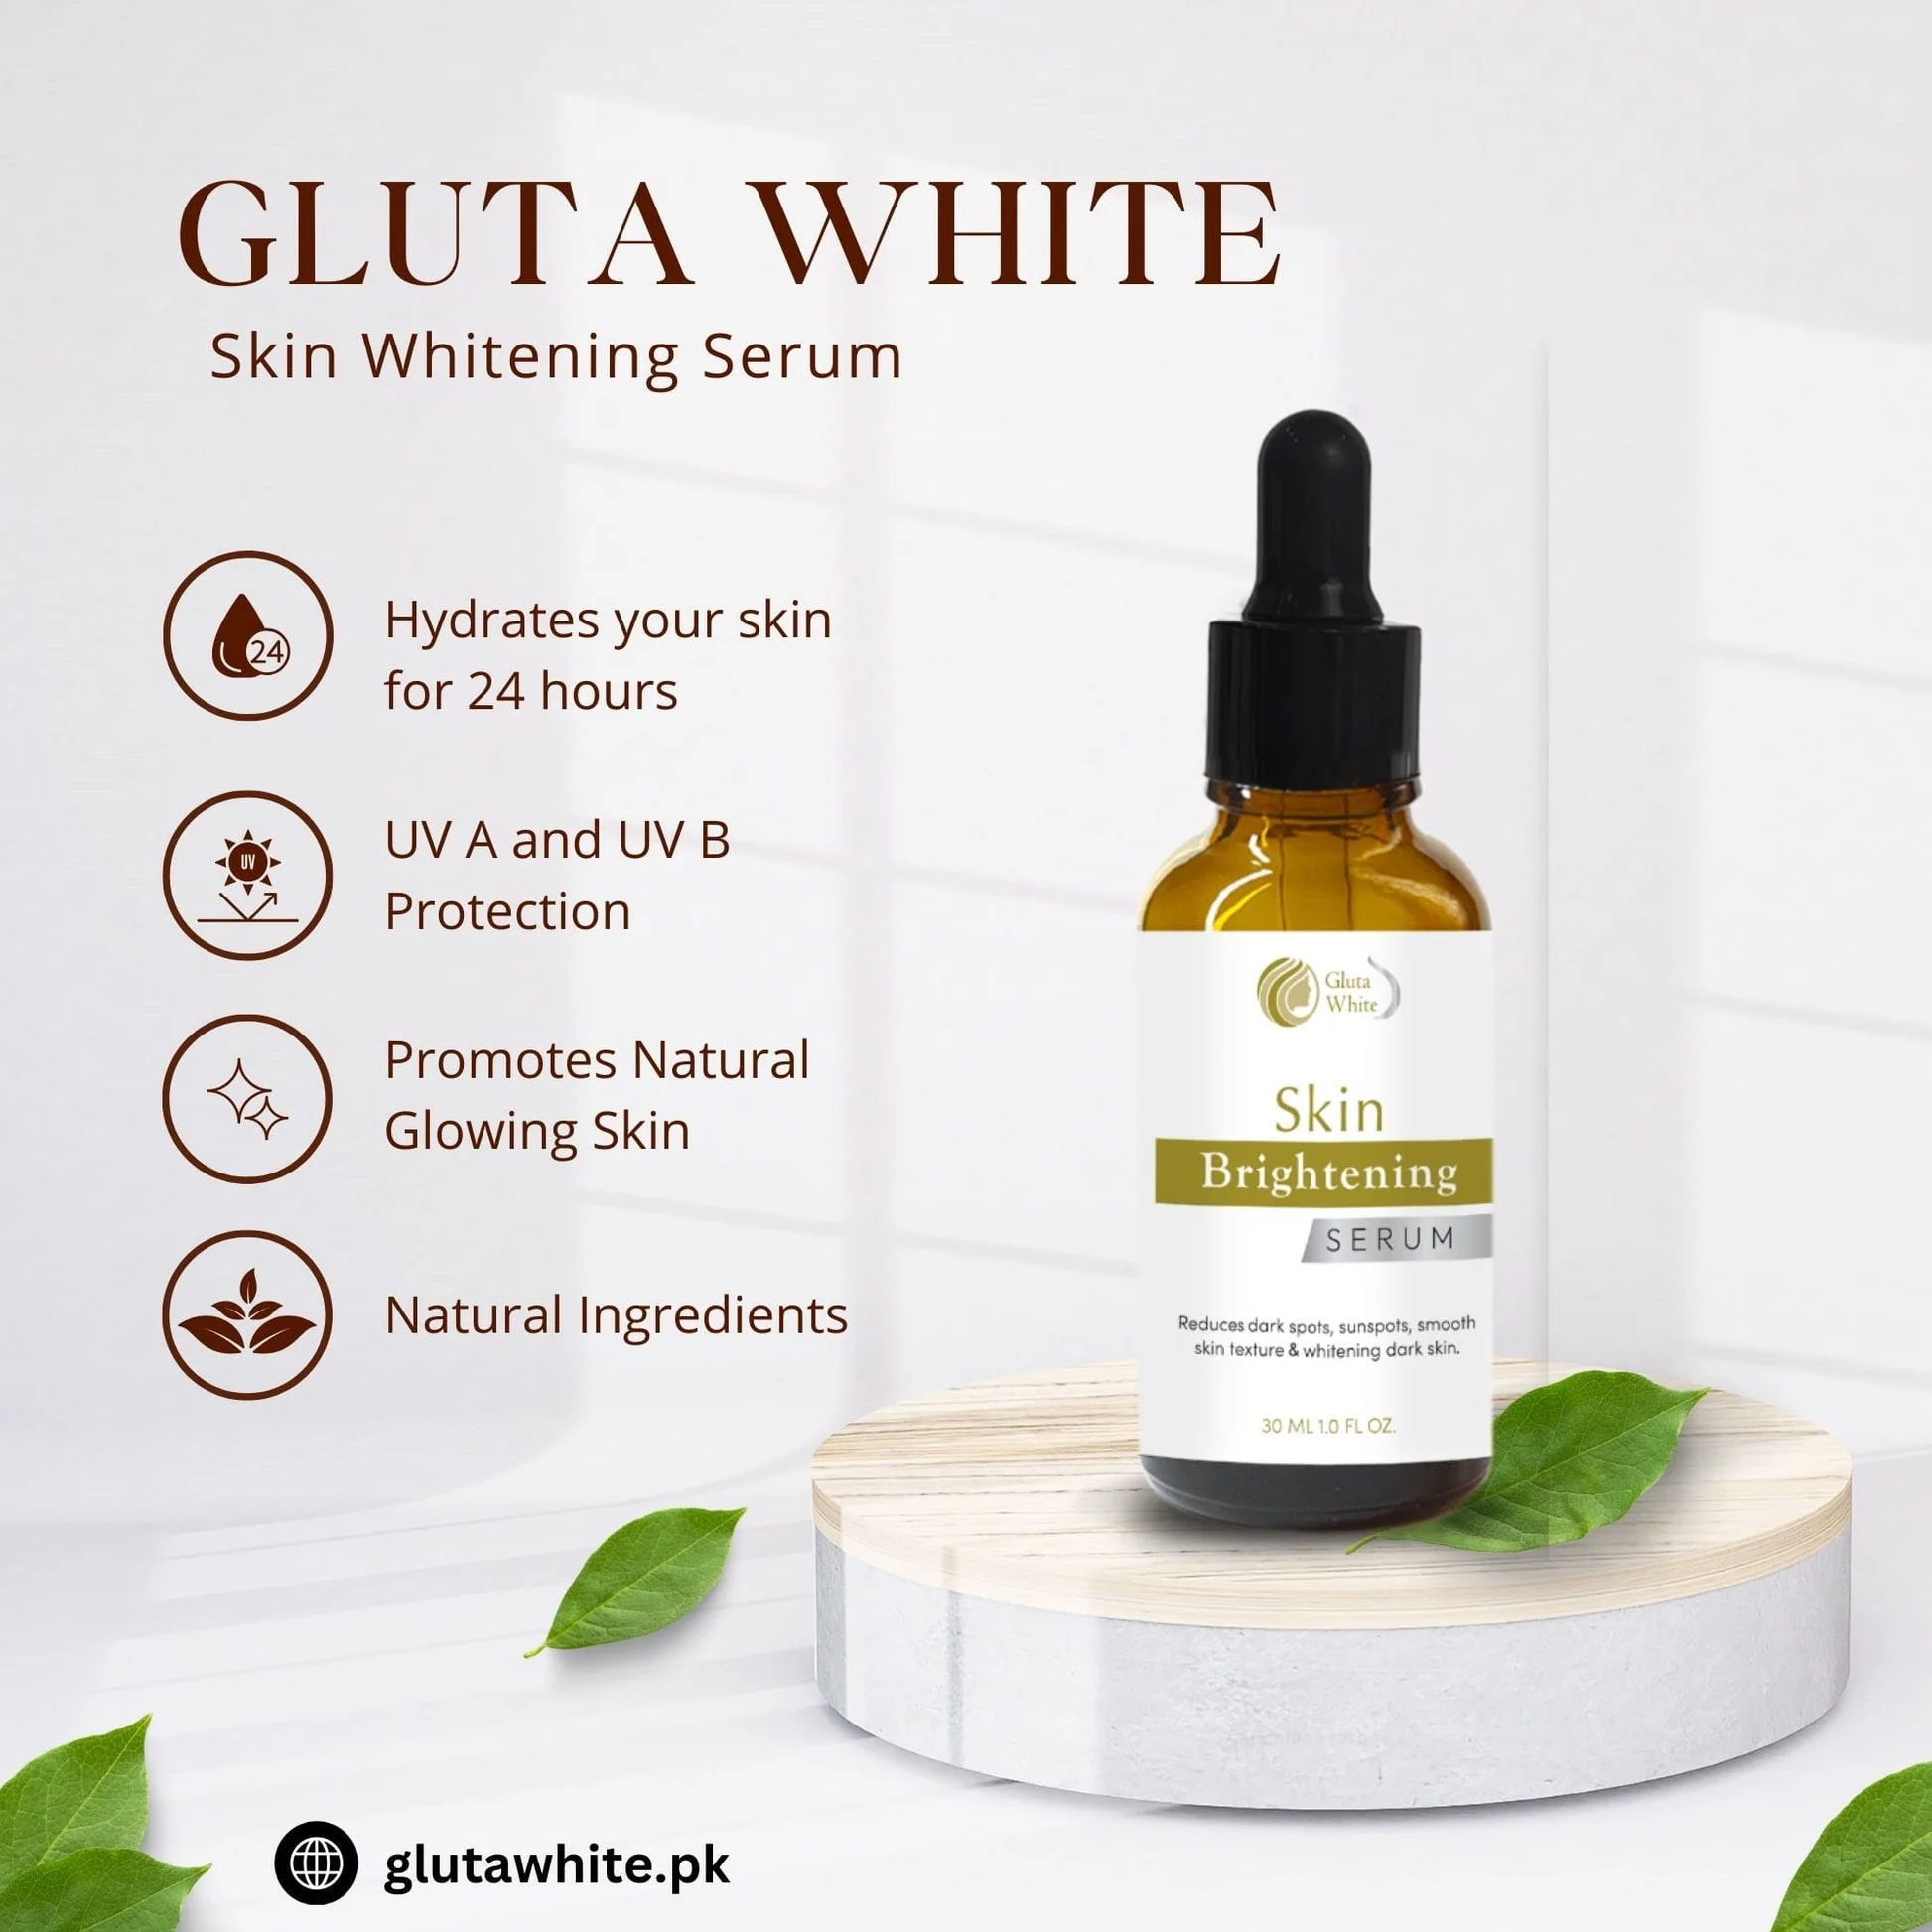 GLUTA WHITE
Skin Whitening Serum
24
Hydrates your skin
for 24 hours
UV
UV A and UV B
Protection
Promotes Natural
Glowing Skin
Natural Ingredients
Gluta
White
Skin
Brightening
SERUM
Reduces dark spots, sunspots, smooth
skin texture & whitening dark skin.
30 ML 1.0 FL OZ.
glutawhite.pk